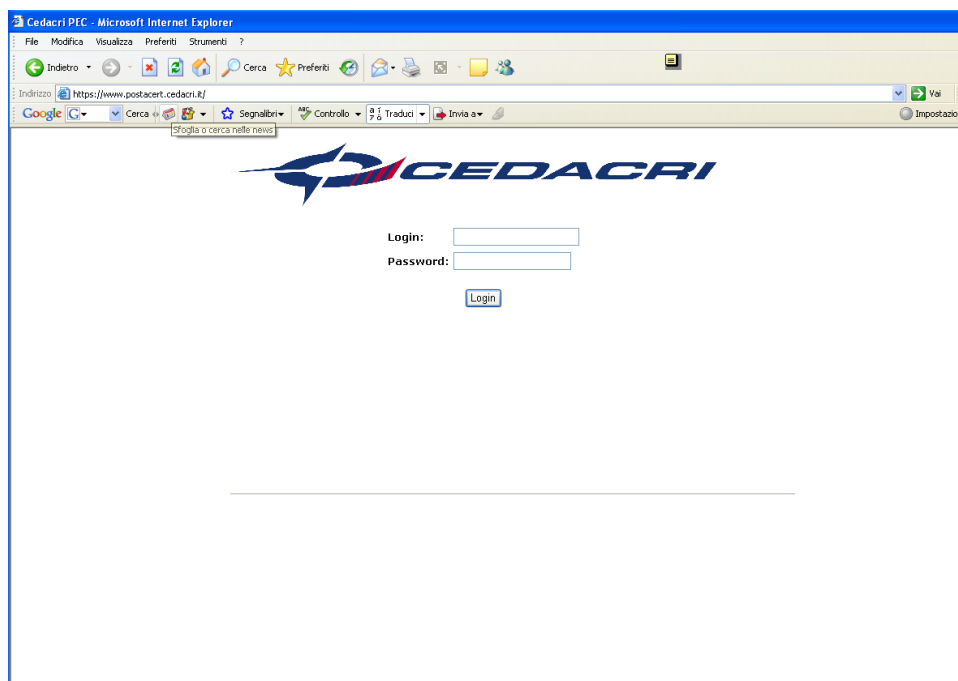 Cedacri PEC - Microsoft Internet Explorer
File Modifica Visualizza Preferiti Strumenti ?
Indietro Cerca Preferiti
Indirizzo https://www.postacert.cedacri.it/ Vai
Google G Cerca Segnalibri ABC Controllo Traduci Invia a Impostazio
Sfoglia o cerca nelle news
CEDACRI
Login:
Password:
Login